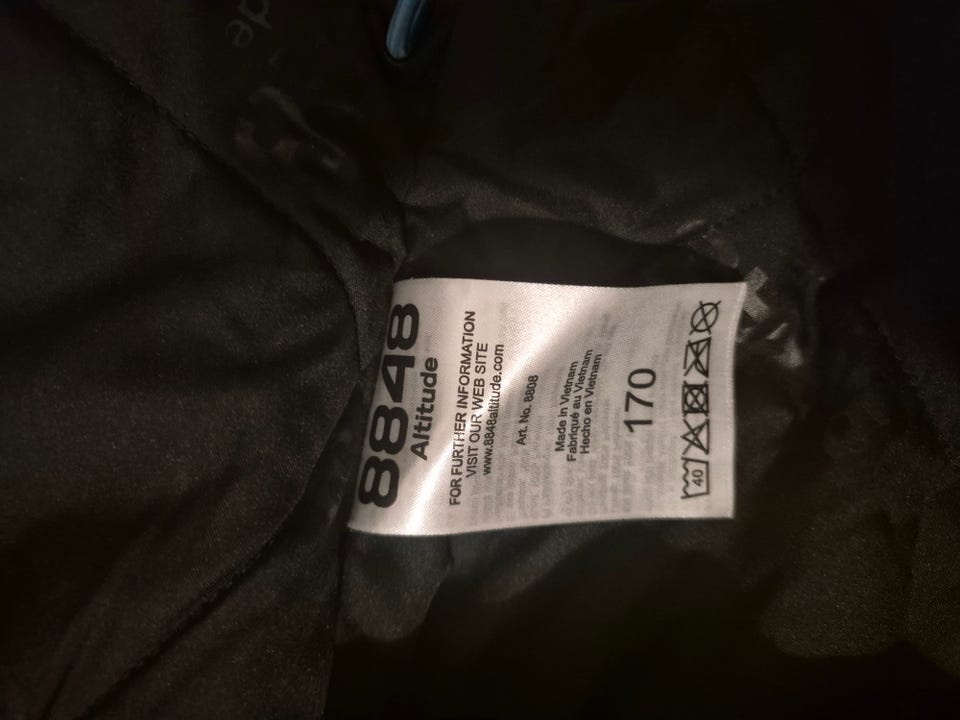 8848
Altitude
FOR FURTHER INFORMATION
VISIT OUR WEB SITE
www.8848altitude.com
Art. No. 8808
Made in Vietnam
Fabriqué au Vietnam
Hecho en Vietnam
170
40
de